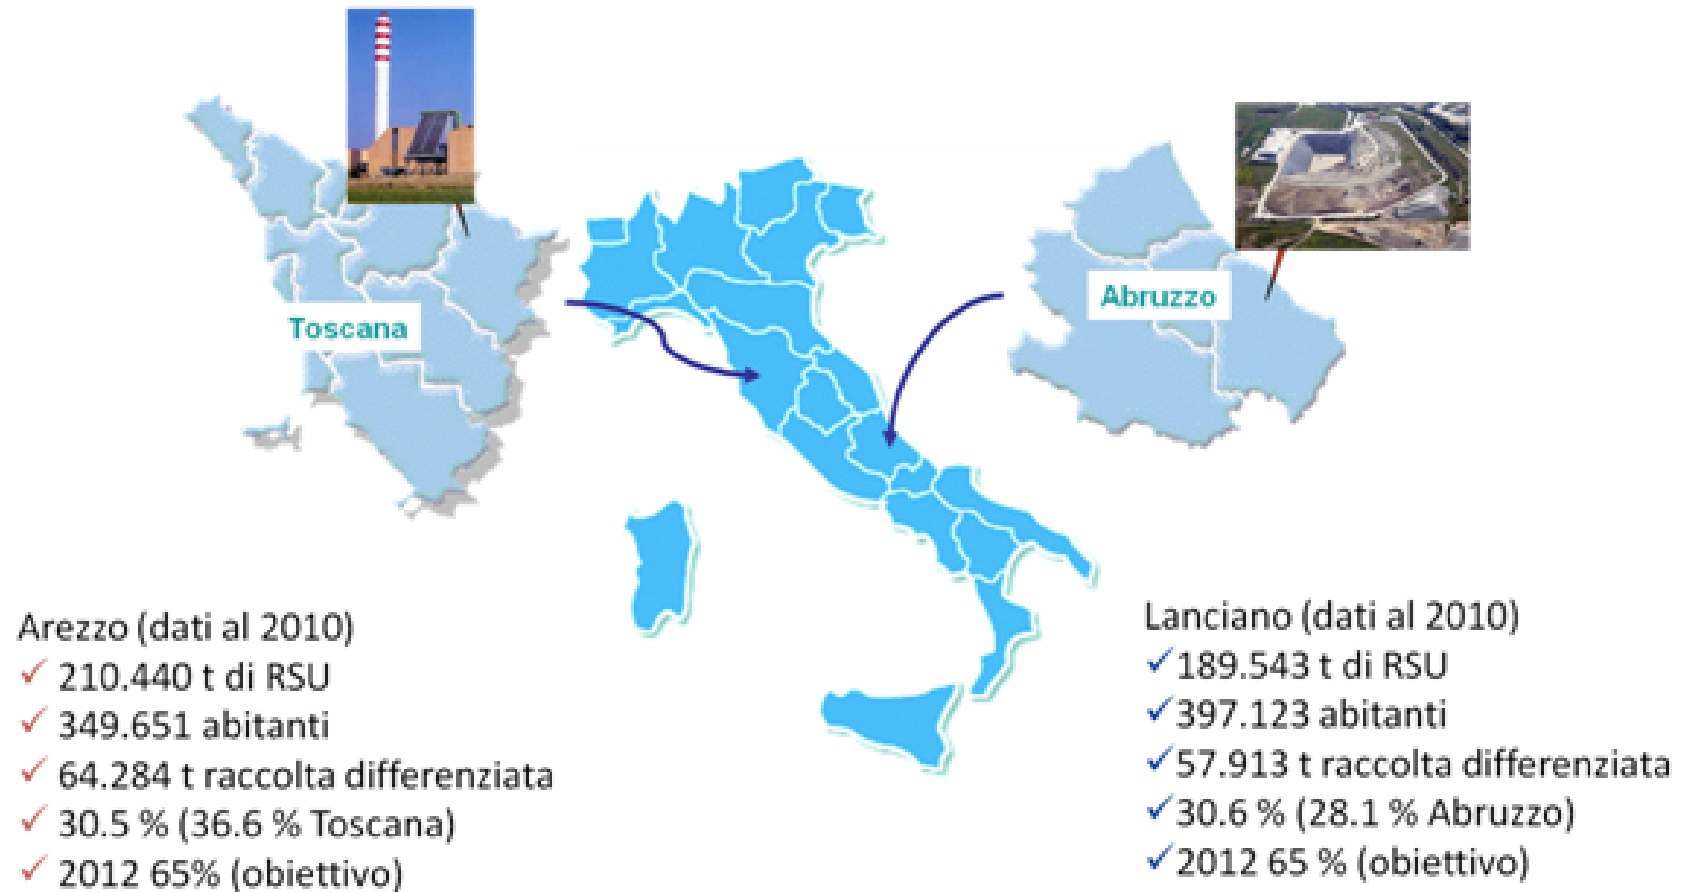 Toscana
Abruzzo
Arezzo (dati al 2010)
✓ 210.440 t di RSU
✓ 349.651 abitanti
✓ 64.284 t raccolta differenziata
✓ 30.5 % (36.6 % Toscana)
✓ 2012 65% (obiettivo)
Lanciano (dati al 2010)
✓189.543 t di RSU
✓397.123 abitanti
✓57.913 t raccolta differenziata
✓30.6 % (28.1 % Abruzzo)
✓2012 65 % (obiettivo)